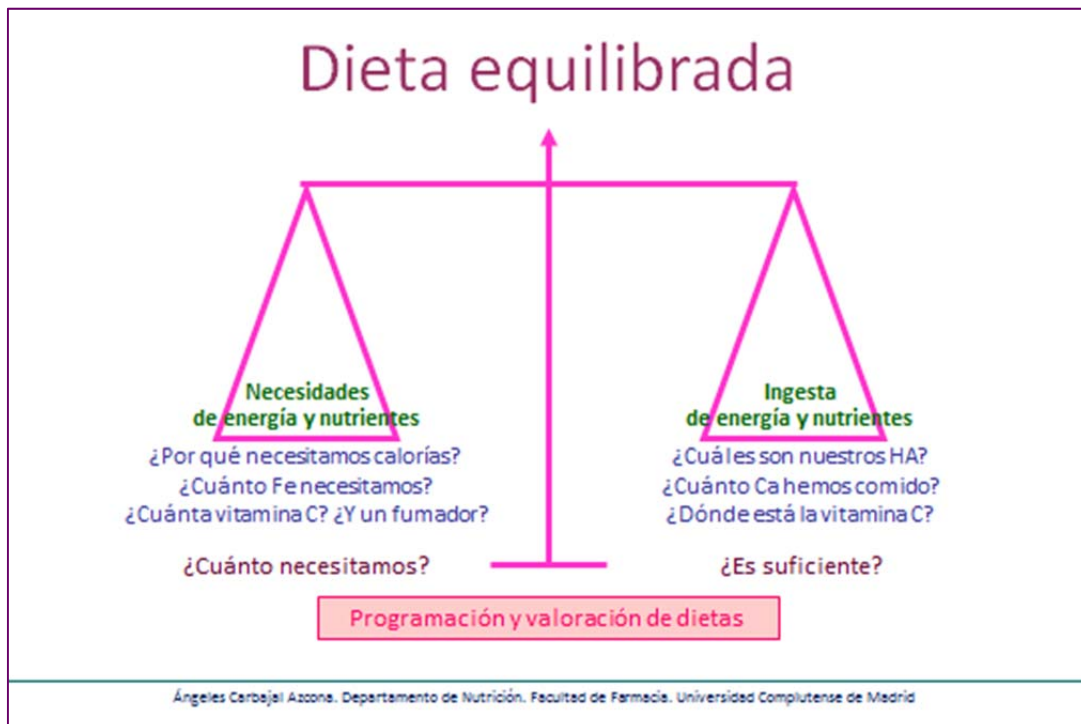 Dieta equilibrada
Necesidades
de energía y nutrientes
¿Por qué necesitamos calorías?
¿Cuánto Fe necesitamos?
¿Cuánta vitamina C? ¿Y un fumador?
¿Cuánto necesitamos?
Ingesta
de energía y nutrientes
¿Cuáles son nuestros HA?
¿Cuánto Ca hemos comido?
¿Dónde está la vitamina C?
¿Es suficiente?
Programación y valoración de dietas
Ángeles Carbajal Azcona. Departamento de Nutrición. Facultad de Farmacia. Universidad Complutense de Madrid